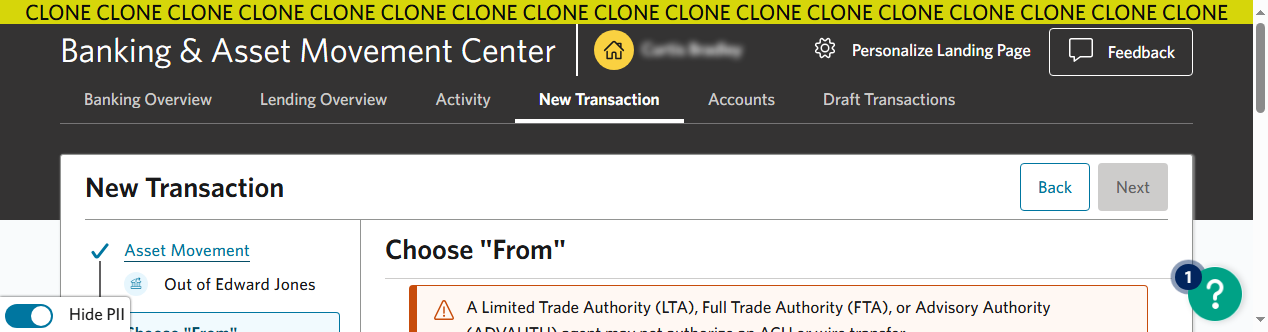 CLONE CLONE CLONE CLONE CLONE CLONE CLONE CLONE CLONE CLONE CLONE CLONE CLONE CLONE CLONE CLONE CLONE
Banking & Asset Movement Center
Personalize Landing Page
Feedback
Banking Overview
Lending Overview
Activity
New Transaction
Accounts
Draft Transactions
New Transaction
Back
Next
Asset Movement
Out of Edward Jones
Choose "From"
A Limited Trade Authority (LTA), Full Trade Authority (FTA), or Advisory Authority
(ADVAUTH) agent may not authorize an ACH or wire transfer.
1
?
Hide PII
Choose "From"